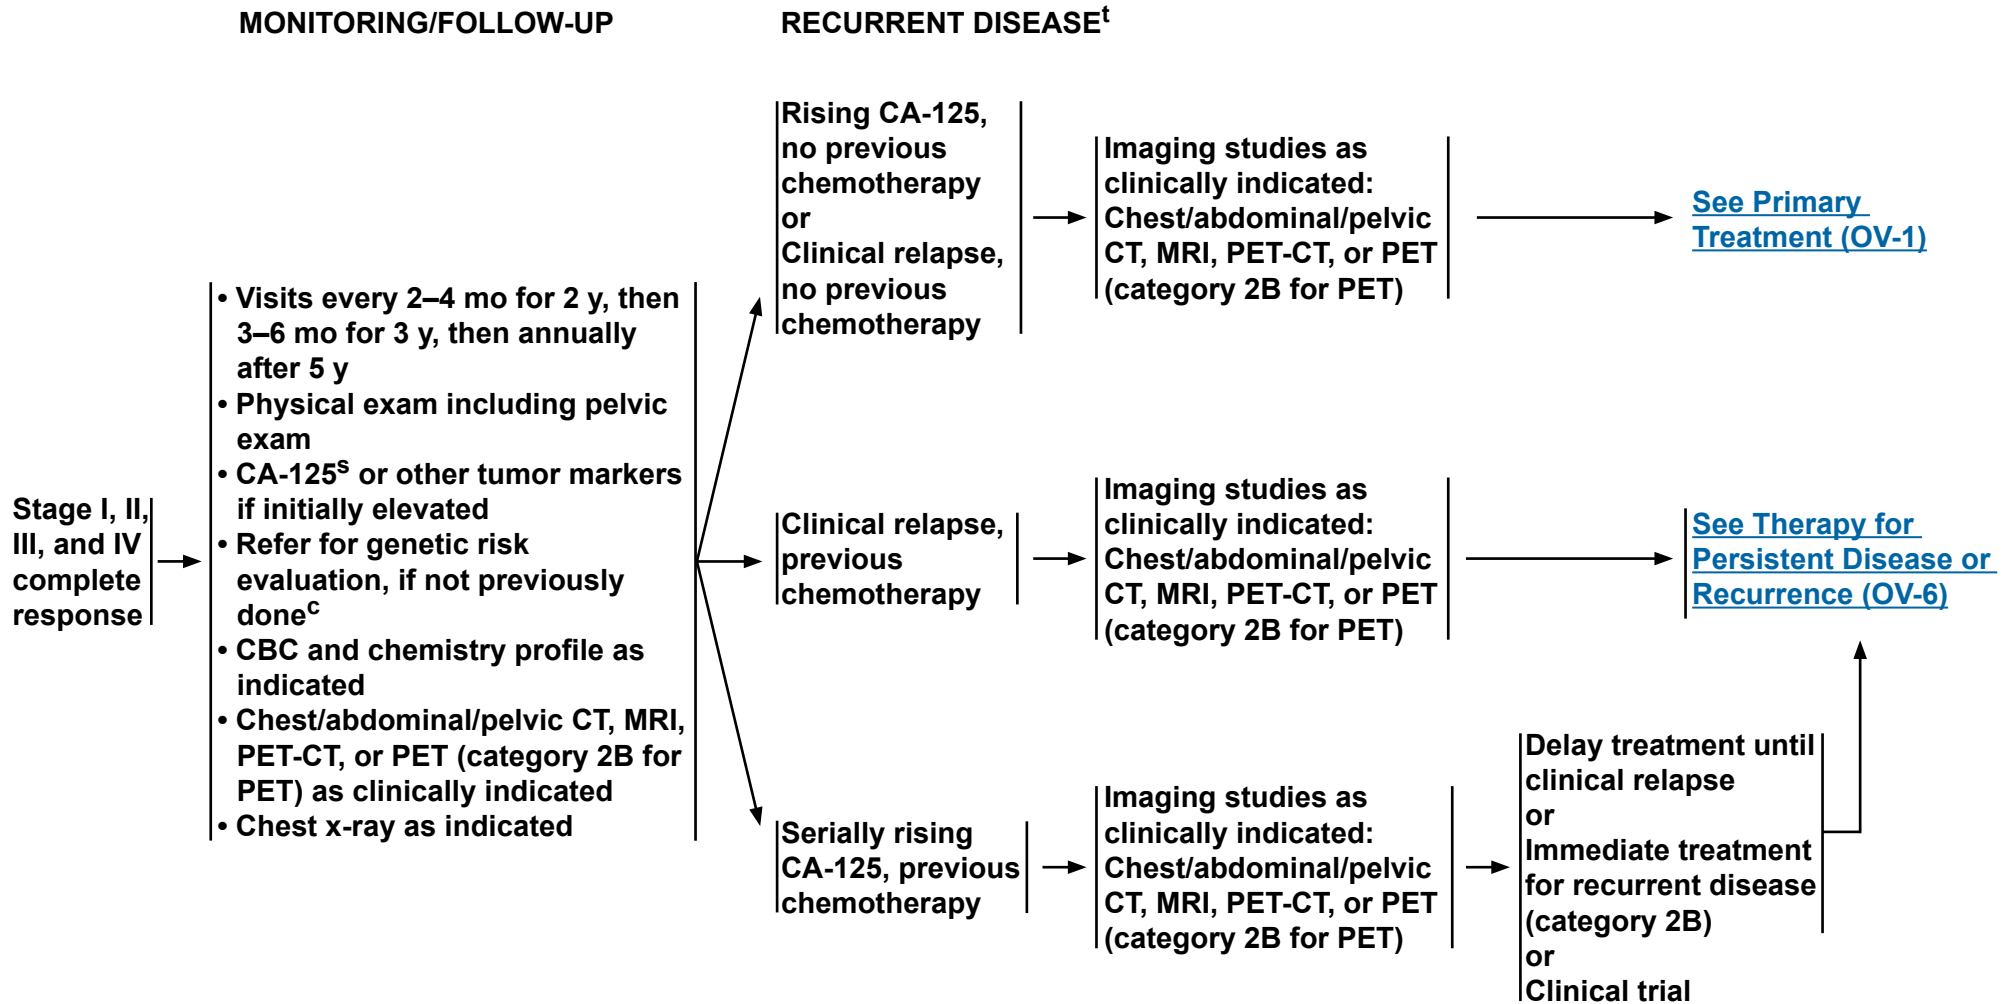 MONITORING/FOLLOW-UP
RECURRENT DISEASEᵗ
Stage I, II,
III, and IV
complete
response
• Visits every 2–4 mo for 2 y, then
3–6 mo for 3 y, then annually
after 5 y
• Physical exam including pelvic
exam
• CA-125ˢ or other tumor markers
if initially elevated
• Refer for genetic risk
evaluation, if not previously
doneᶜ
• CBC and chemistry profile as
indicated
• Chest/abdominal/pelvic CT, MRI,
PET-CT, or PET (category 2B for
PET) as clinically indicated
• Chest x-ray as indicated
Rising CA-125,
no previous
chemotherapy
or
Clinical relapse,
no previous
chemotherapy
Imaging studies as
clinically indicated:
Chest/abdominal/pelvic
CT, MRI, PET-CT, or PET
(category 2B for PET)
See Primary
Treatment (OV-1)
Clinical relapse,
previous
chemotherapy
Imaging studies as
clinically indicated:
Chest/abdominal/pelvic
CT, MRI, PET-CT, or PET
(category 2B for PET)
See Therapy for
Persistent Disease or
Recurrence (OV-6)
Serially rising
CA-125, previous
chemotherapy
Imaging studies as
clinically indicated:
Chest/abdominal/pelvic
CT, MRI, PET-CT, or PET
(category 2B for PET)
Delay treatment until
clinical relapse
or
Immediate treatment
for recurrent disease
(category 2B)
or
Clinical trial